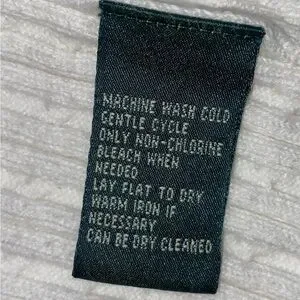 MACHINE WASH COLD
GENTLE CYCLE
ONLY NON-CHLORINE
BLEACH WHEN
NEEDED
LAY FLAT TO DRY
WARM IRON IF
NECESSARY
CAN BE DRY CLEANED